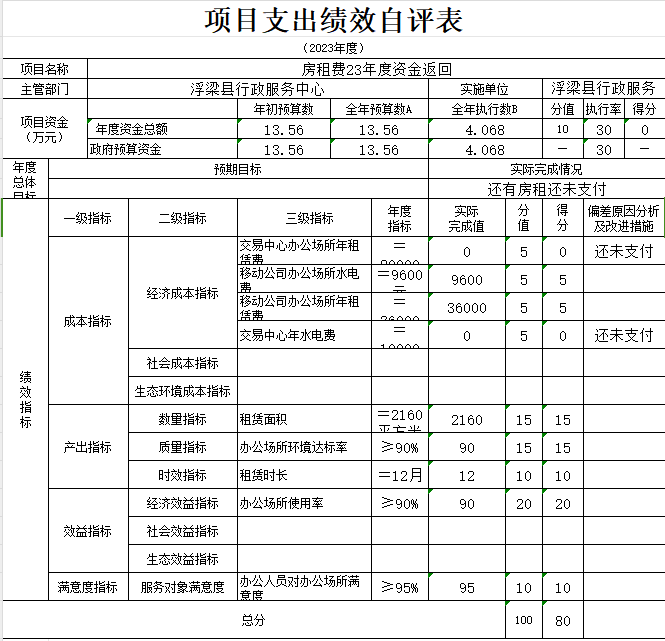 项目支出绩效自评表
（2023年度）
项目名称 房租费23年度资金返回
主管部门 浮梁县行政服务中心 实施单位 浮梁县行政服务
项目资金
（万元）
年初预算数 全年预算数A 全年执行数B 分值 执行率 得分
年度资金总额 13.56 13.56 4.068 10 30 0
政府预算资金 13.56 13.56 4.068 — 30 —
年度
总体
目标
预期目标 实际完成情况
还有房租还未支付
绩
效
指
标
一级指标 二级指标 三级指标 年度
指标
实际
完成值
分
值
得
分
偏差原因分析
及改进措施
成本指标
经济成本指标
交易中心办公场所年租
赁费
＝
0 5 0 还未支付
移动公司办公场所水电
费
＝9600
元
9600 5 5
移动公司办公场所年租
赁费
＝
36000
36000 5 5
交易中心年水电费
＝
0 5 0 还未支付
社会成本指标
生态环境成本指标
产出指标
数量指标 租赁面积
＝2160
平方米
2160 15 15
质量指标 办公场所环境达标率 ≥90% 90 15 15
时效指标 租赁时长 ＝12月 12 10 10
效益指标
经济效益指标 办公场所使用率 ≥90% 90 20 20
社会效益指标
生态效益指标
满意度指标 服务对象满意度
办公人员对办公场所满
意度
≥95% 95 10 10
总分 100 80